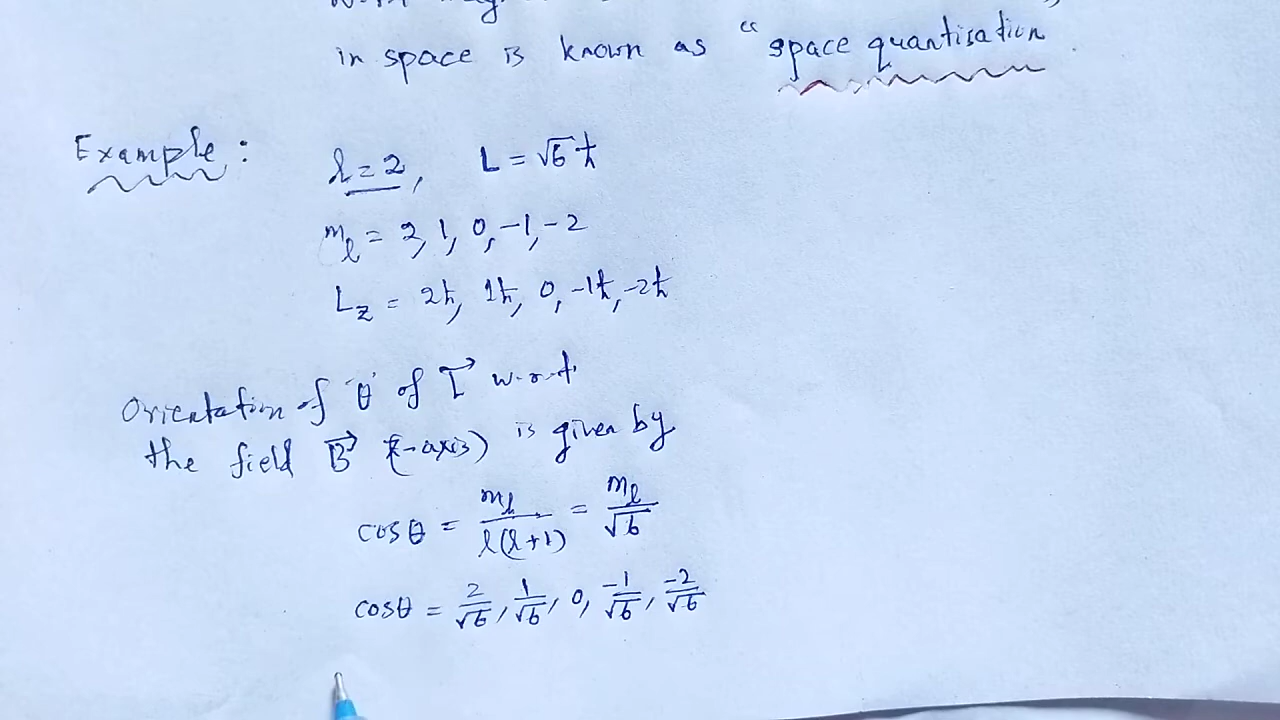 in space is known as "space quantisation
Example:
l = 2, L = √6 ħ
m_l = 2, 1, 0, -1, -2
L_z = 2ħ, 1ħ, 0, -1ħ, -2ħ
Orientation of 'θ' of L⃗ w.r.t.
the field B⃗ (z-axis) is given by
cosθ = m_l / l(l+1) = m_l / √6
cosθ = 2/√6, 1/√6, 0, -1/√6, -2/√6